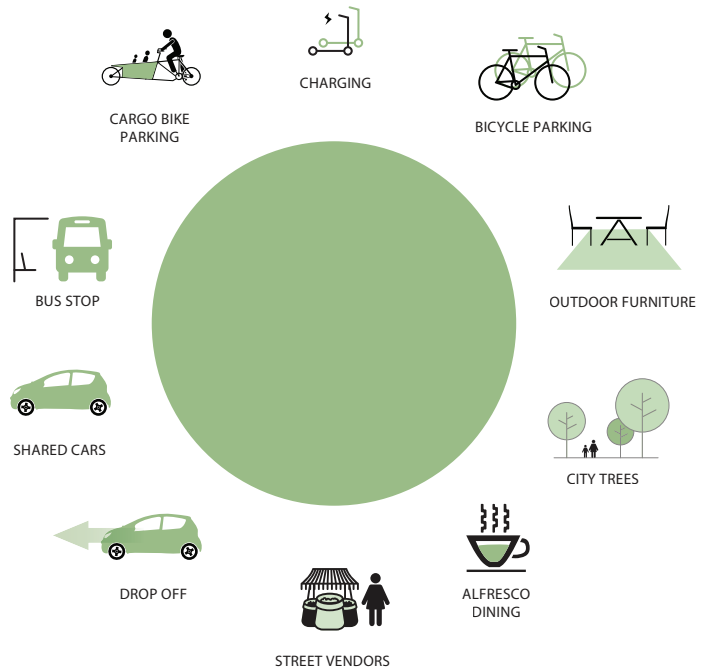 CHARGING
CARGO BIKE
PARKING
BICYCLE PARKING
BUS STOP
OUTDOOR FURNITURE
SHARED CARS
CITY TREES
DROP OFF
ALFRESCO
DINING
STREET VENDORS